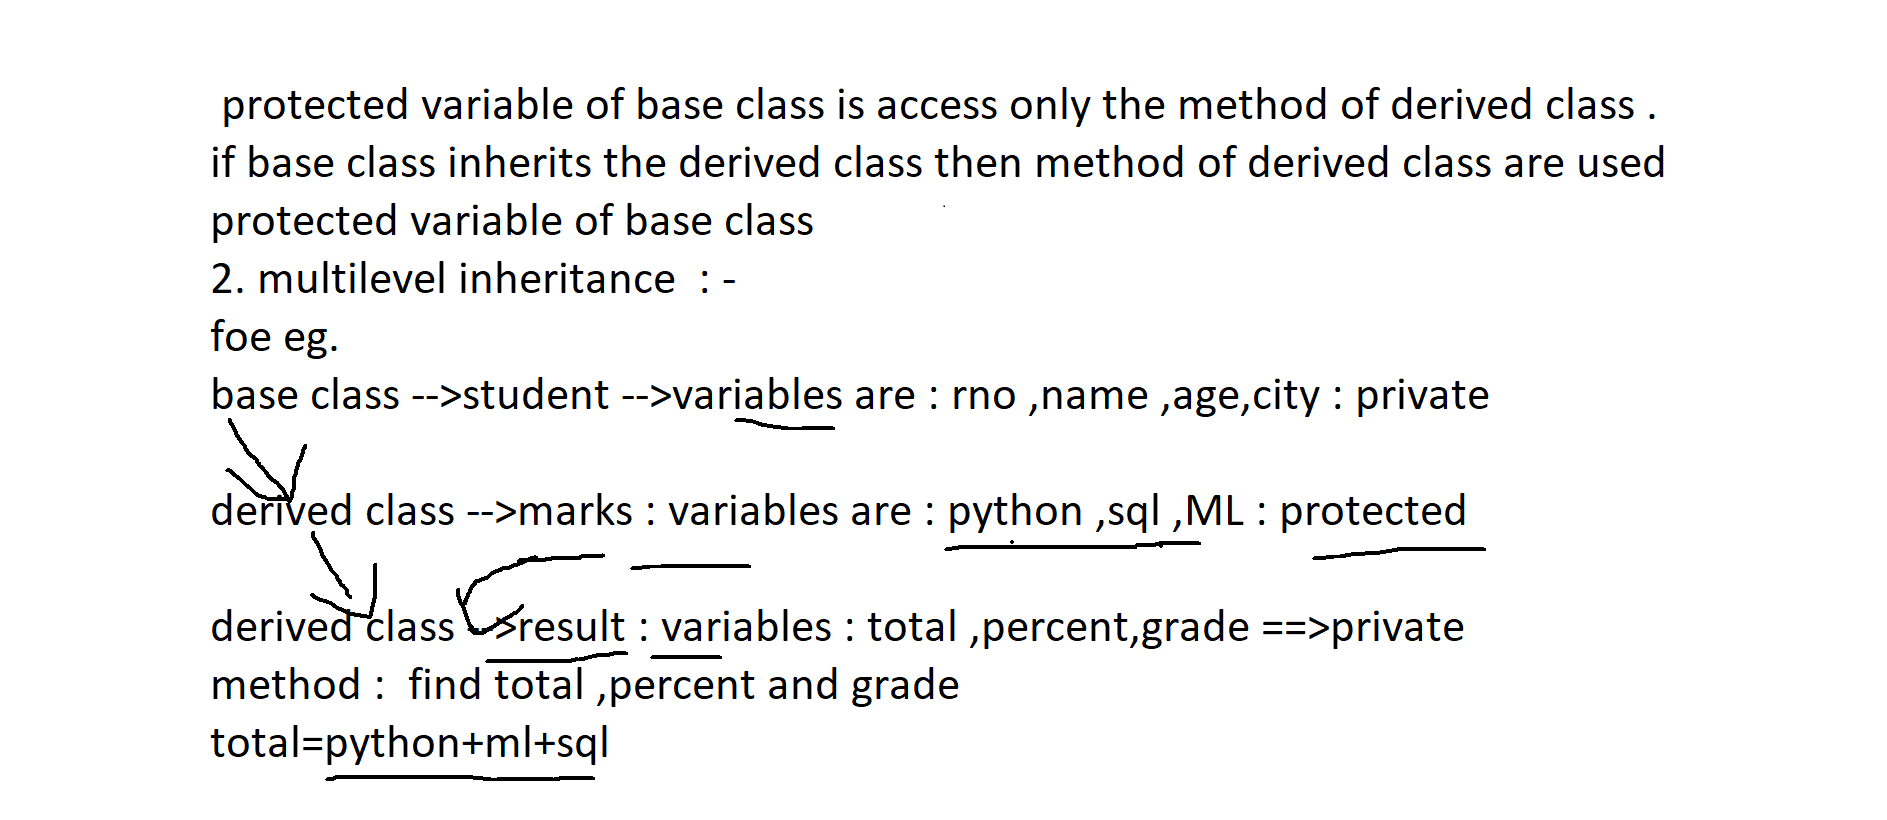 protected variable of base class is access only the method of derived class .
if base class inherits the derived class then method of derived class are used
protected variable of base class
2. multilevel inheritance : -
foe eg.
base class -->student -->variables are : rno ,name ,age,city : private
derived class -->marks : variables are : python ,sql ,ML : protected
derived class -->result : variables : total ,percent,grade ==>private
method : find total ,percent and grade
total=python+ml+sql